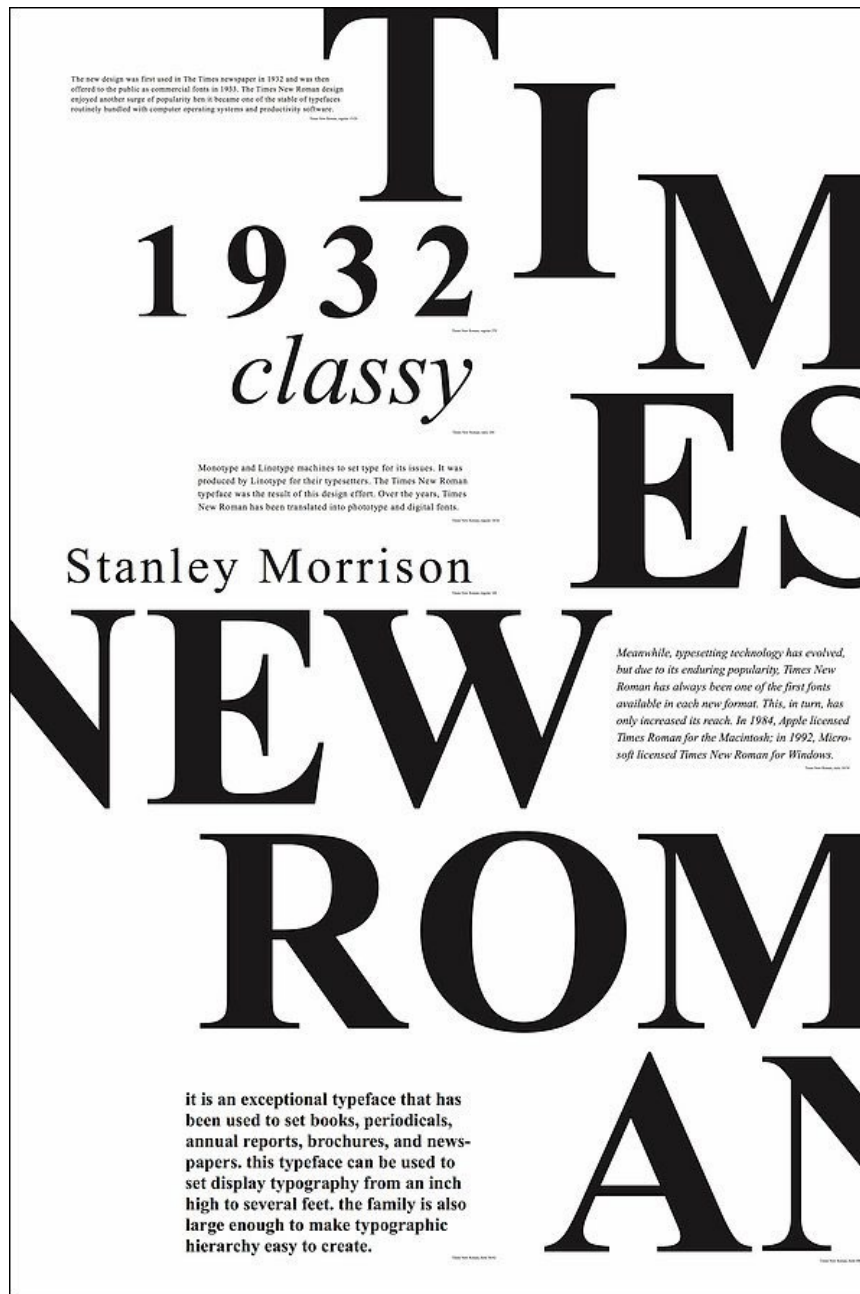 The new design was first used in The Times newspaper in 1932 and was then
offered to the public as commercial fonts in 1933. The Times New Roman design
enjoyed another surge of popularity hen it became one of the stable of typefaces
routinely bundled with computer operating systems and productivity software.
T
I
M
1932
classy
ES
Monotype and Linotype machines to set type for its issues. It was
produced by Linotype for their typesetters. The Times New Roman
typeface was the result of this design effort. Over the years, Times
New Roman has been translated into phototype and digital fonts.
Stanley Morrison
NEW
Meanwhile, typesetting technology has evolved,
but due to its enduring popularity, Times New
Roman has always been one of the first fonts
available in each new format. This, in turn, has
only increased its reach. In 1984, Apple licensed
Times Roman for the Macintosh; in 1992, Micro-
soft licensed Times New Roman for Windows.
ROM
AN
it is an exceptional typeface that has
been used to set books, periodicals,
annual reports, brochures, and news-
papers. this typeface can be used to
set display typography from an inch
high to several feet. the family is also
large enough to make typographic
hierarchy easy to create.